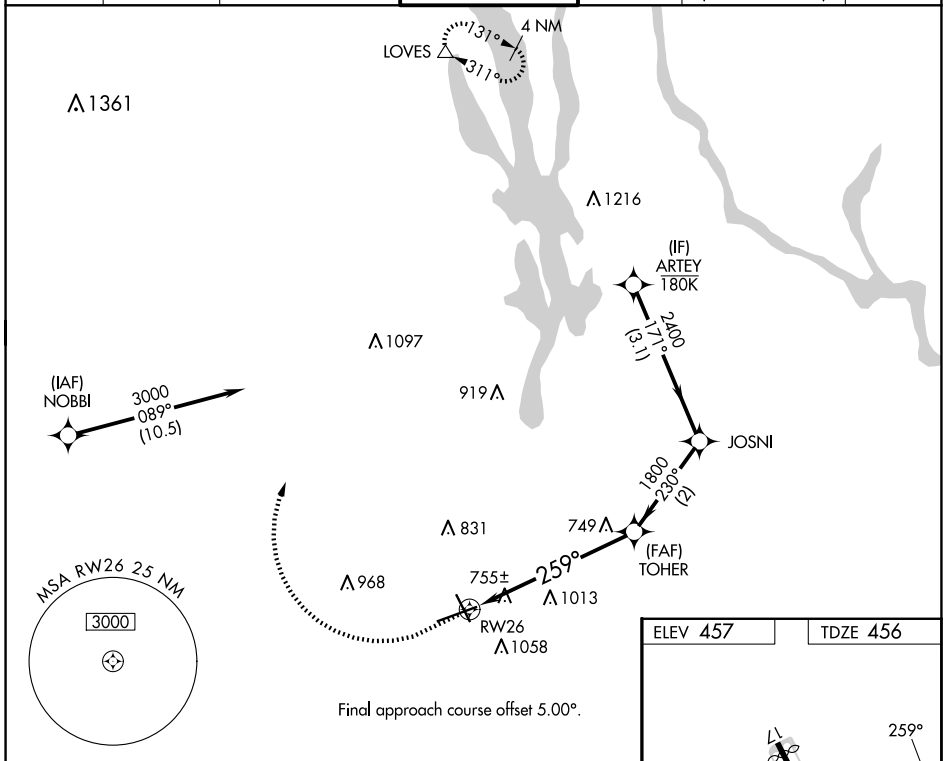 131°
4 NM
LOVES
311°
1361
1216
(IF)
ARTEY
180K
2400
171°
(3.1)
1097
919
(IAF)
NOBBI
3000
089°
(10.5)
JOSNI
1800
230°
(2)
831
749
(FAF)
TOHER
259°
755±
968
1013
MSA RW26 25 NM
3000
RW26
1058
ELEV 457
TDZE 456
Final approach course offset 5.00°.
17
259°